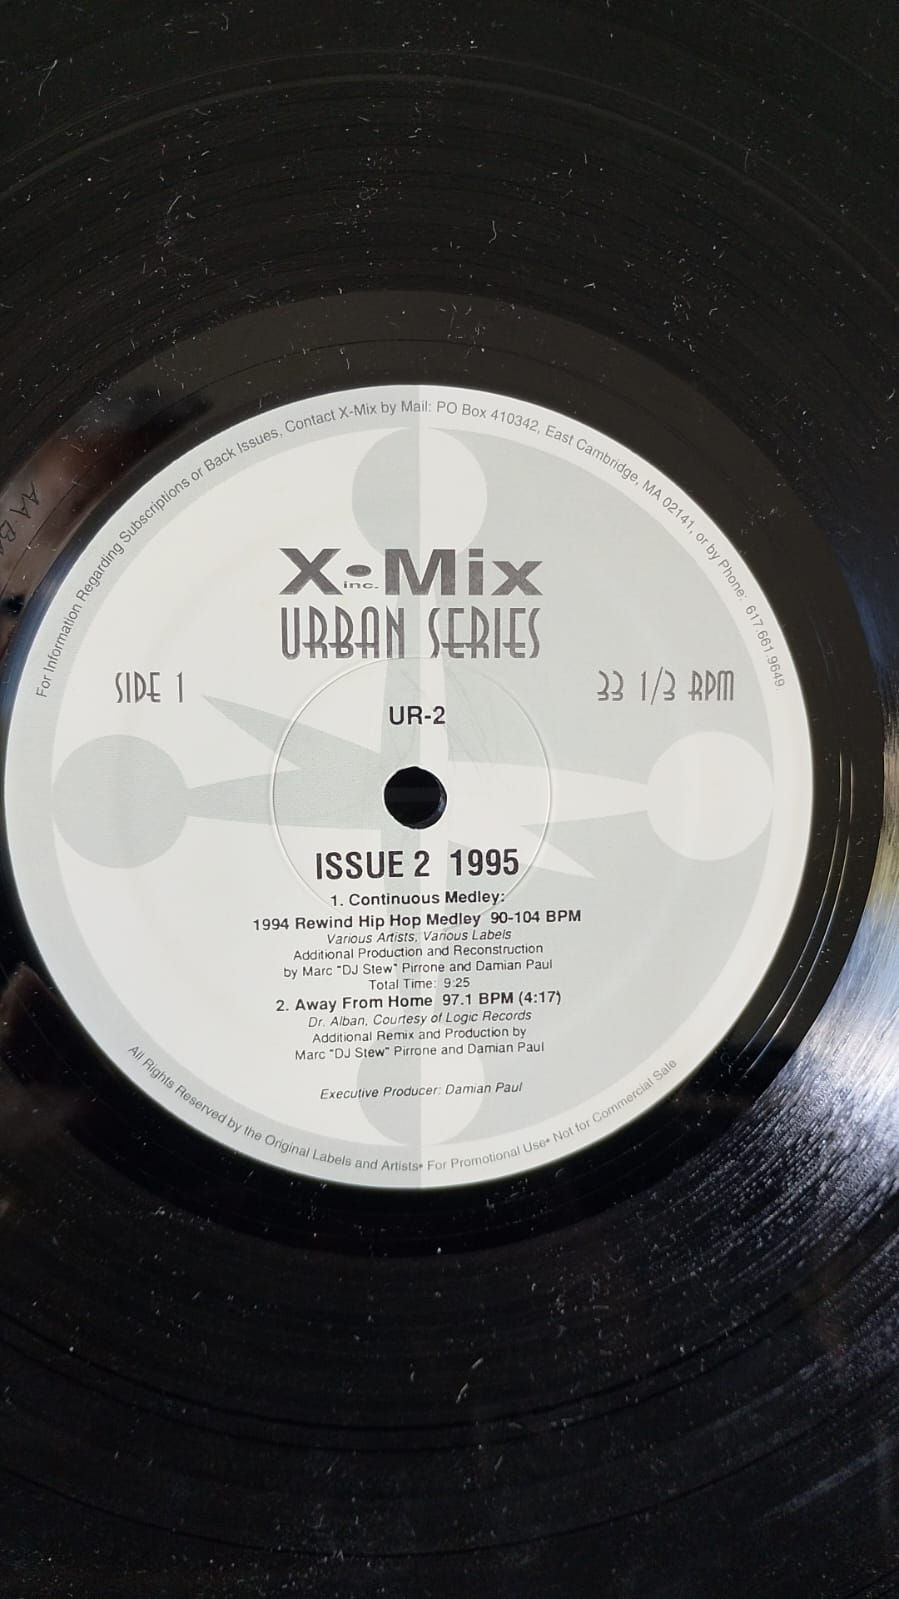 For Information Regarding Subscriptions or Back Issues, Contact X-Mix by Mail: PO Box 410342, East Cambridge, MA 02141, or by Phone: 617.661.9649.
X•Mix
inc.
URBAN SERIES
SIDE 1
33 1/3 RPM
UR-2
ISSUE 2 1995
1. Continuous Medley:
1994 Rewind Hip Hop Medley 90-104 BPM
Various Artists, Various Labels
Additional Production and Reconstruction
by Marc "DJ Stew" Pirrone and Damian Paul
Total Time: 9:25
2. Away From Home 97.1 BPM (4:17)
Dr. Alban, Courtesy of Logic Records
Additional Remix and Production by
Marc "DJ Stew" Pirrone and Damian Paul
Executive Producer: Damian Paul
All Rights Reserved by the Original Labels and Artists• For Promotional Use• Not for Commercial Sale